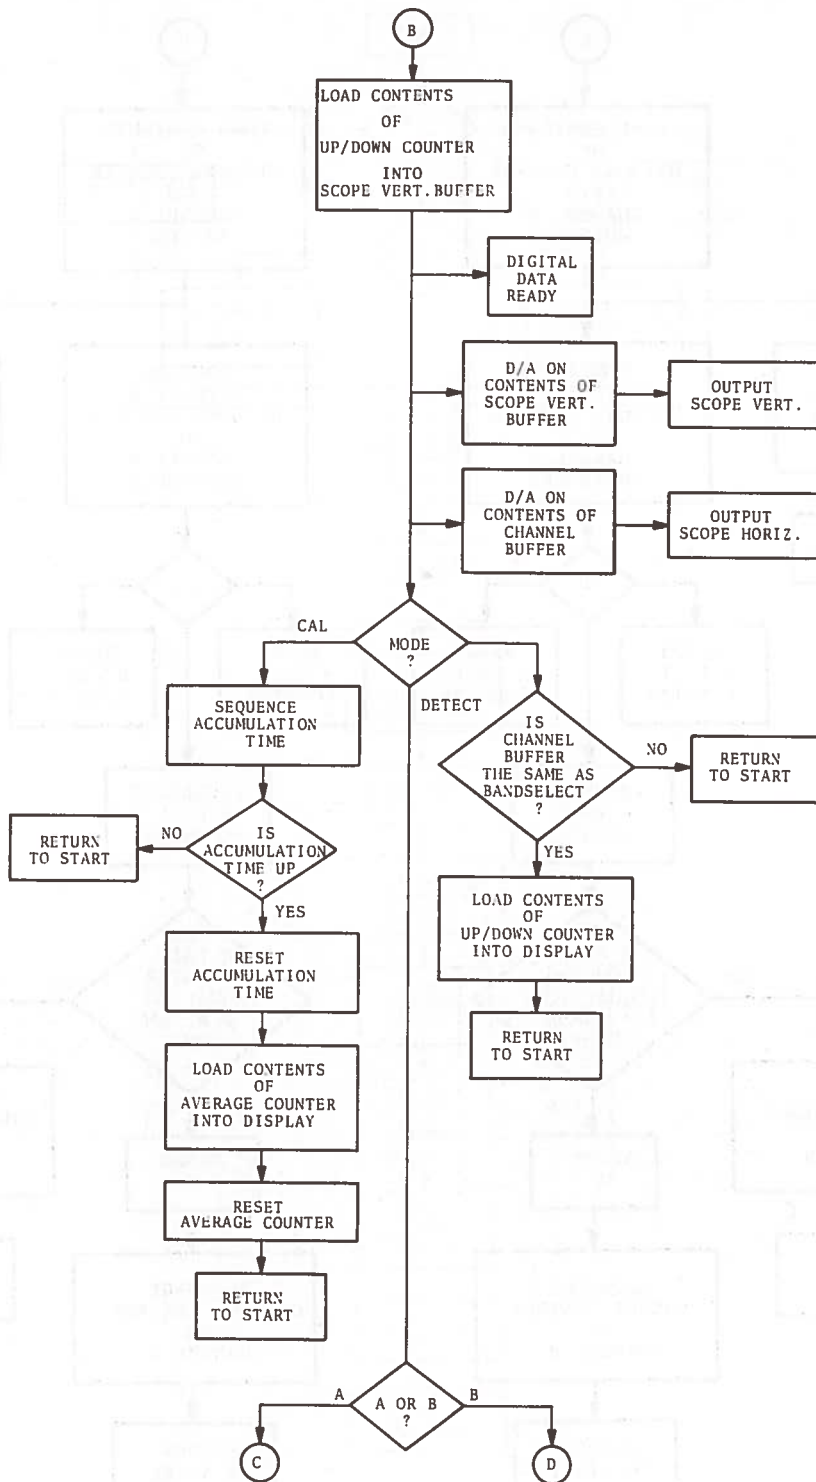 B
LOAD CONTENTS
OF
UP/DOWN COUNTER
INTO
SCOPE VERT.BUFFER
DIGITAL
DATA
READY
D/A ON
CONTENTS OF
SCOPE VERT.
BUFFER
OUTPUT
SCOPE VERT.
D/A ON
CONTENTS OF
CHANNEL
BUFFER
OUTPUT
SCOPE HORIZ.
CAL
MODE
?
DETECT
SEQUENCE
ACCUMULATION
TIME
IS
ACCUMULATION
TIME UP
?
NO
RETURN
TO START
YES
RESET
ACCUMULATION
TIME
LOAD CONTENTS
OF
AVERAGE COUNTER
INTO DISPLAY
RESET
AVERAGE COUNTER
RETURN
TO START
IS
CHANNEL
BUFFER
THE SAME AS
BANDSELECT
?
NO
RETURN
TO START
YES
LOAD CONTENTS
OF
UP/DOWN COUNTER
INTO DISPLAY
RETURN
TO START
A
A OR B
?
B
C
D